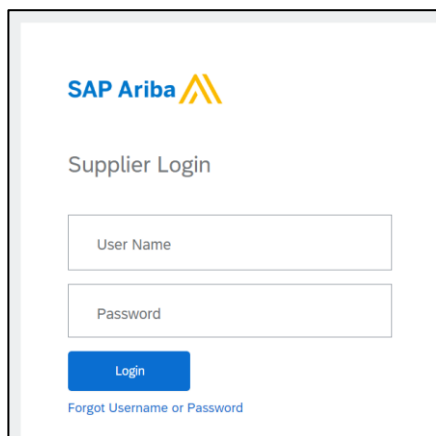 SAP Ariba
Supplier Login
User Name
Password
Login
Forgot Username or Password